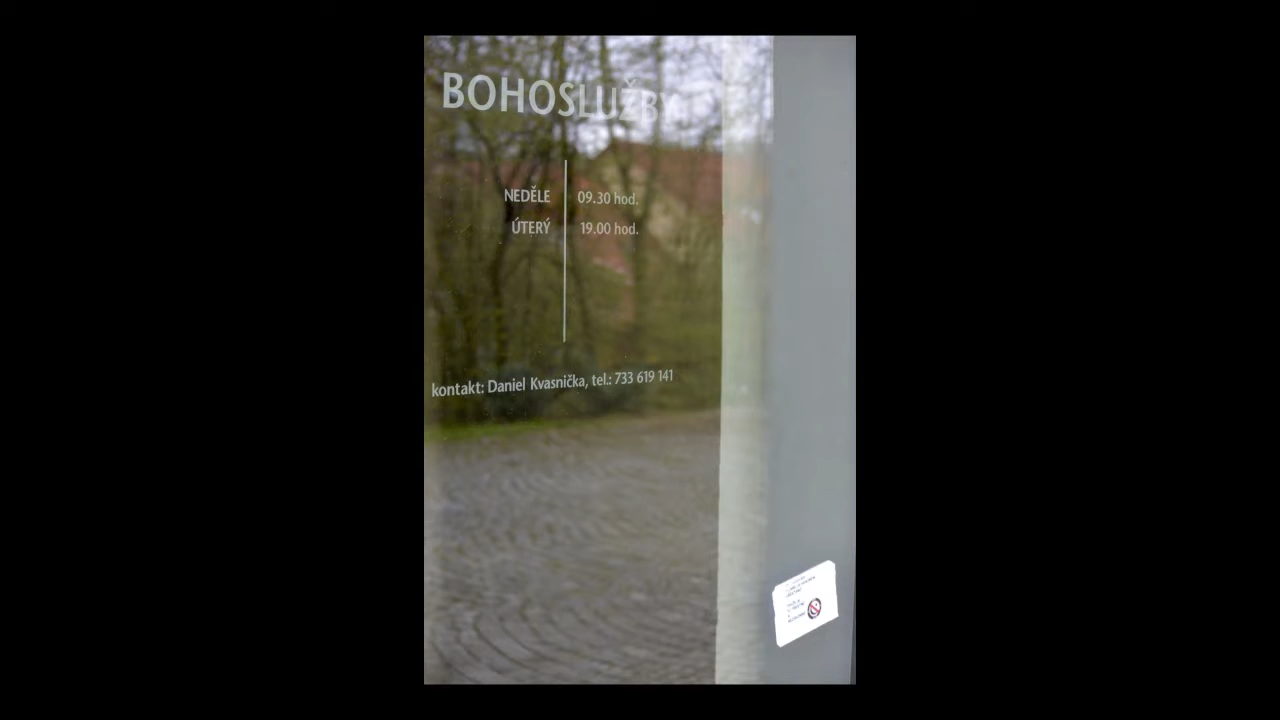 BOHOSLUŽBY
NEDĚLE 09.30 hod.
ÚTERÝ 19.00 hod.
kontakt: Daniel Kvasnička, tel.: 733 619 141